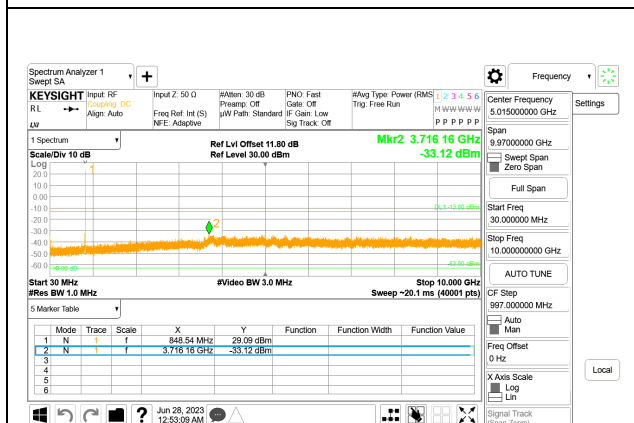 Spectrum Analyzer 1
Swept SA
+
Frequency
KEYSIGHT
Input: RF
Coupling: DC
Align: Auto
Input Z: 50 Ω
Freq Ref: Int (S)
NFE: Adaptive
#Atten: 30 dB
Preamp: Off
µW Path: Standard
PNO: Fast
Gate: Off
IF Gain: Low
Sig Track: Off
#Avg Type: Power (RMS
Trig: Free Run
1 2 3 4 5 6
M W W W W W
P P P P P P
R L
LXI
Center Frequency
5.015000000 GHz
Settings
Span
9.97000000 GHz
Swept Span
Zero Span
Full Span
Start Freq
30.000000 MHz
Stop Freq
10.000000000 GHz
AUTO TUNE
CF Step
997.000000 MHz
Auto
Man
Freq Offset
0 Hz
X Axis Scale
Log
Lin
Signal Track
(Span Zoom)
Local
1 Spectrum
Scale/Div 10 dB
Log
Ref Lvl Offset 11.80 dB
Ref Level 30.00 dBm
Mkr2 3.716 16 GHz
-33.12 dBm
1
20.0
10.0
0.00
-10.0
DL1 -13.00 dBm
-20.0
2
-30.0
-40.0
-50.0
-60.0
Start 30 MHz
#Video BW 3.0 MHz
Stop 10.000 GHz
#Res BW 1.0 MHz
Sweep ~20.1 ms (40001 pts)
5 Marker Table
Mode Trace Scale X Y Function Function Width Function Value
1 N 1 f 848.54 MHz 29.09 dBm
2 N 1 f 3.716 16 GHz -33.12 dBm
3
4
5
6
?
Jun 28, 2023
12:53:09 AM